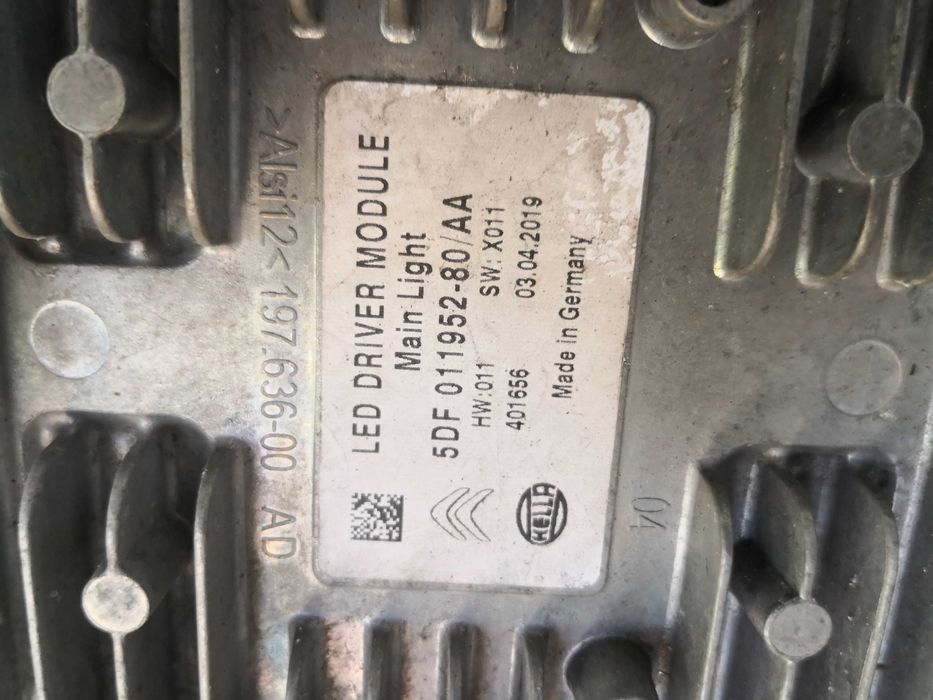 >Alsi12< 197.636-00 AD
LED DRIVER MODULE
Main Light
5DF 011952-80/AA
HW:011 SW: X011
401656 03.04.2019
Made in Germany
HELLA
04